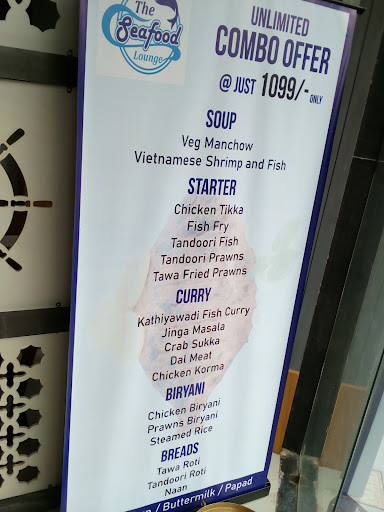 The
Seafood
Lounge
UNLIMITED
COMBO OFFER
@ JUST 1099/- ONLY
SOUP
Veg Manchow
Vietnamese Shrimp and Fish
STARTER
Chicken Tikka
Fish Fry
Tandoori Fish
Tandoori Prawns
Tawa Fried Prawns
CURRY
Kathiyawadi Fish Curry
Jinga Masala
Crab Sukka
Dal Meat
Chicken Korma
BIRYANI
Chicken Biryani
Prawns Biryani
Steamed Rice
BREADS
Tawa Roti
Tandoori Roti
Naan
/ Buttermilk / Papad